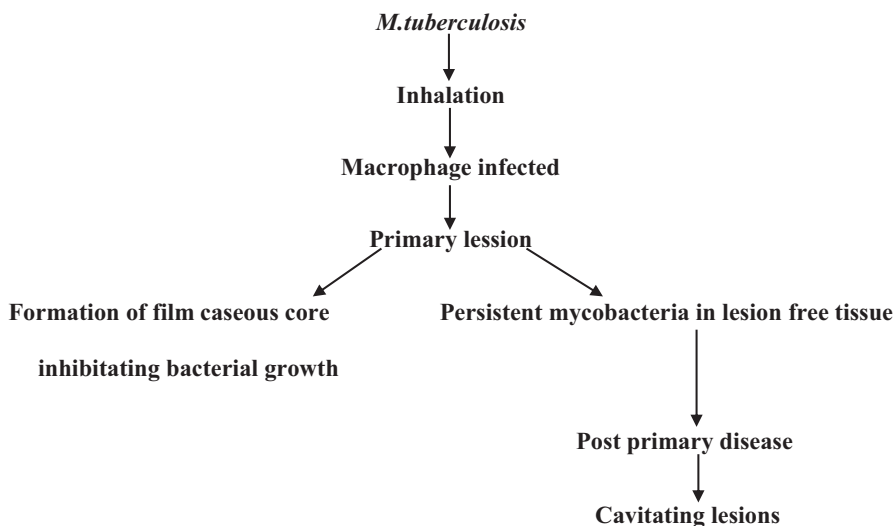 M.tuberculosis
Inhalation
Macrophage infected
Primary lession
Formation of film caseous core
inhibitating bacterial growth
Persistent mycobacteria in lesion free tissue
Post primary disease
Cavitating lesions